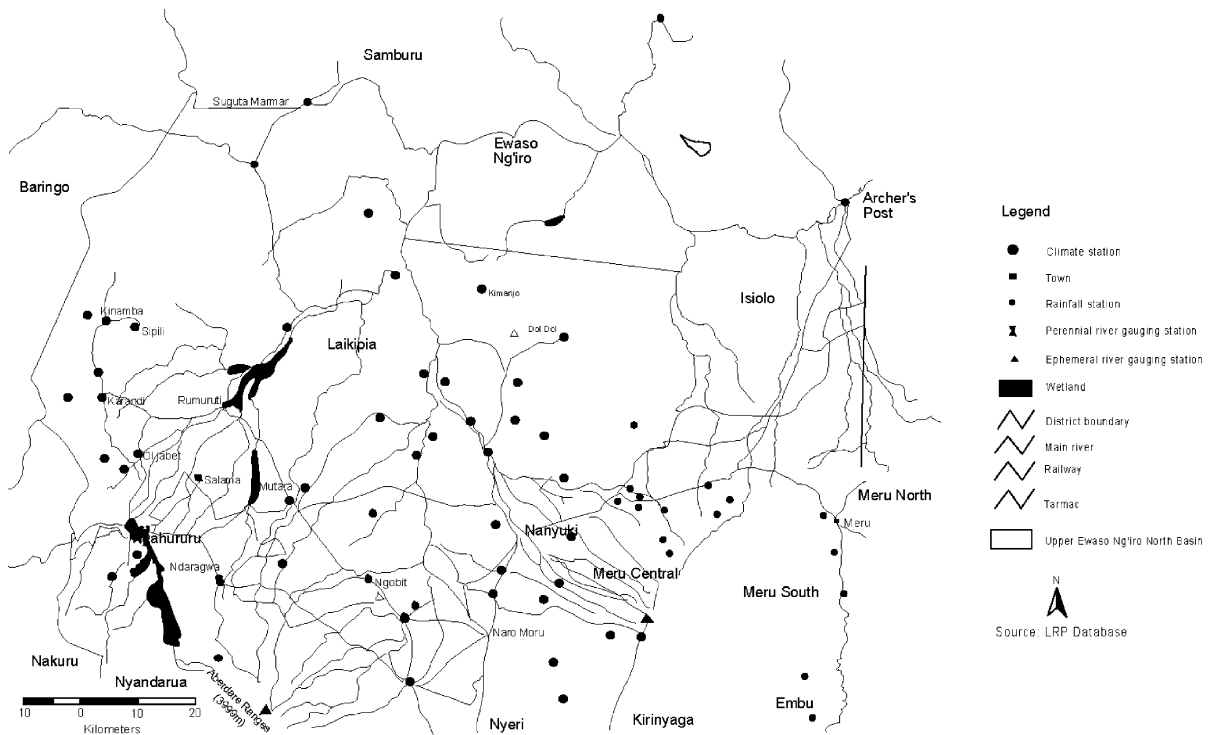 Samburu
Suguta Marmar
Ewaso
Ng'iro
Baringo
Archer's
Post
Kimanjo
Isiolo
Kinamba
Sipili
Dol Dol
Laikipia
Karandi
Rumuruti
Oljabet
Salama
Mutara
Meru North
Nanyuki
Meru
Ndaragwa
Ngobit
Meru Central
Meru South
Naro Moru
Nakuru
Nyandarua
Aberdare Ranges
(3999m)
Embu
Nyeri
Kirinyaga
10 0 10 20
Kilometers
Legend
Climate station
Town
Rainfall station
Perennial river gauging station
Ephemeral river gauging station
Wetland
District boundary
Main river
Railway
Tarmac
Upper Ewaso Ng'iro North Basin
N
Source: LRP Database